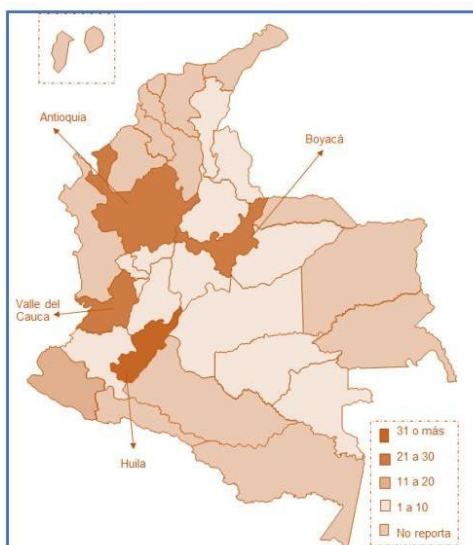 Antioquia
Boyacá
Valle del
Cauca
Huila
31 o más
21 a 30
11 a 20
1 a 10
No reporta